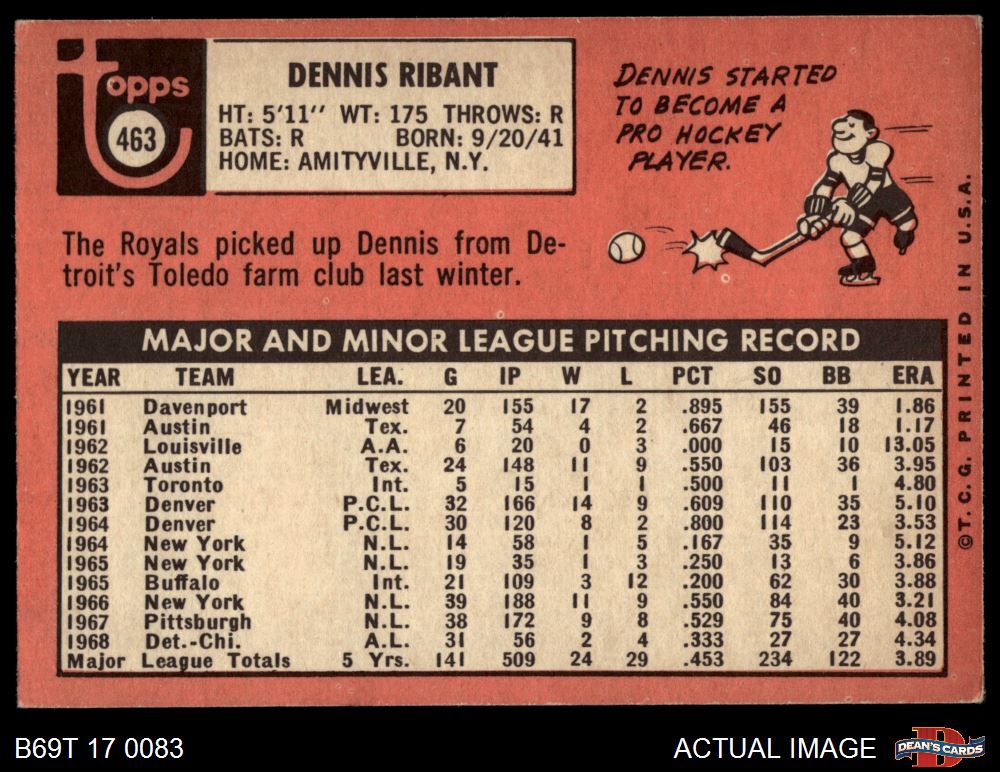 topps
463
DENNIS RIBANT
HT: 5'11" WT: 175 THROWS: R
BATS: R BORN: 9/20/41
HOME: AMITYVILLE, N.Y.
DENNIS STARTED
TO BECOME A
PRO HOCKEY
PLAYER.
The Royals picked up Dennis from De-
troit's Toledo farm club last winter.
MAJOR AND MINOR LEAGUE PITCHING RECORD
YEAR TEAM LEA. G IP W L PCT SO BB ERA
1961 Davenport Midwest 20 155 17 2 .895 155 39 1.86
1961 Austin Tex. 7 54 4 2 .667 46 18 1.17
1962 Louisville A.A. 6 20 0 3 .000 15 10 13.05
1962 Austin Tex. 24 148 11 9 .550 103 36 3.95
1963 Toronto Int. 5 15 1 1 .500 11 1 4.80
1963 Denver P.C.L. 32 166 14 9 .609 110 35 5.10
1964 Denver P.C.L. 30 120 8 2 .800 114 23 3.53
1964 New York N.L. 14 58 1 5 .167 35 9 5.12
1965 New York N.L. 19 35 1 3 .250 13 6 3.86
1965 Buffalo Int. 21 109 3 12 .200 62 30 3.88
1966 New York N.L. 39 188 11 9 .550 84 40 3.21
1967 Pittsburgh N.L. 38 172 9 8 .529 75 40 4.08
1968 Det.-Chi. A.L. 31 56 2 4 .333 27 27 4.34
Major League Totals 5 Yrs. 141 509 24 29 .453 234 122 3.89
©T. C. G. PRINTED IN U.S.A.
B69T 17 0083
ACTUAL IMAGE
DEAN'S CARDS